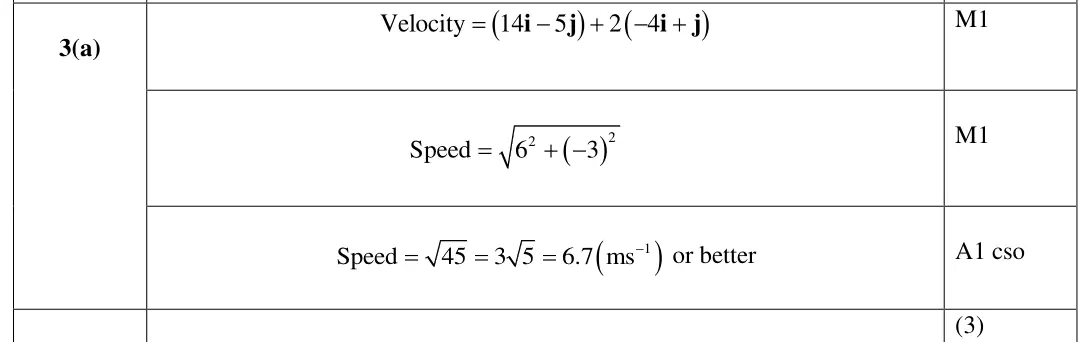 Velocity = (14i − 5j) + 2(−4i + j) M1
3(a)
Speed = √(6² + (−3)²) M1
Speed = √45 = 3√5 = 6.7(ms⁻¹) or better A1 cso
(3)